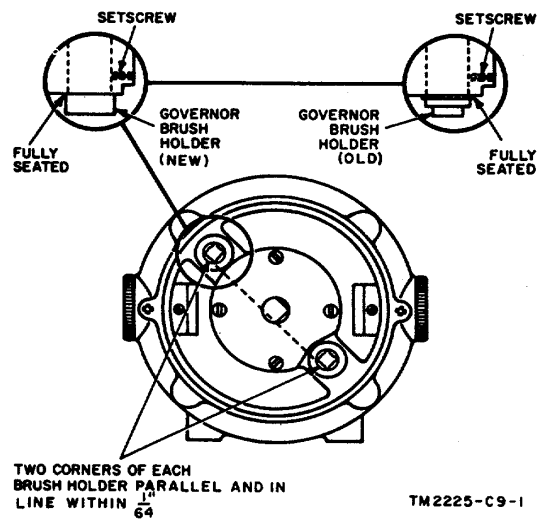 SETSCREW
SETSCREW
GOVERNOR
BRUSH
HOLDER
(NEW)
GOVERNOR
BRUSH
HOLDER
(OLD)
FULLY
SEATED
FULLY
SEATED
TWO CORNERS OF EACH
BRUSH HOLDER PARALLEL AND IN
LINE WITHIN 1"/64
TM2225-C9-1